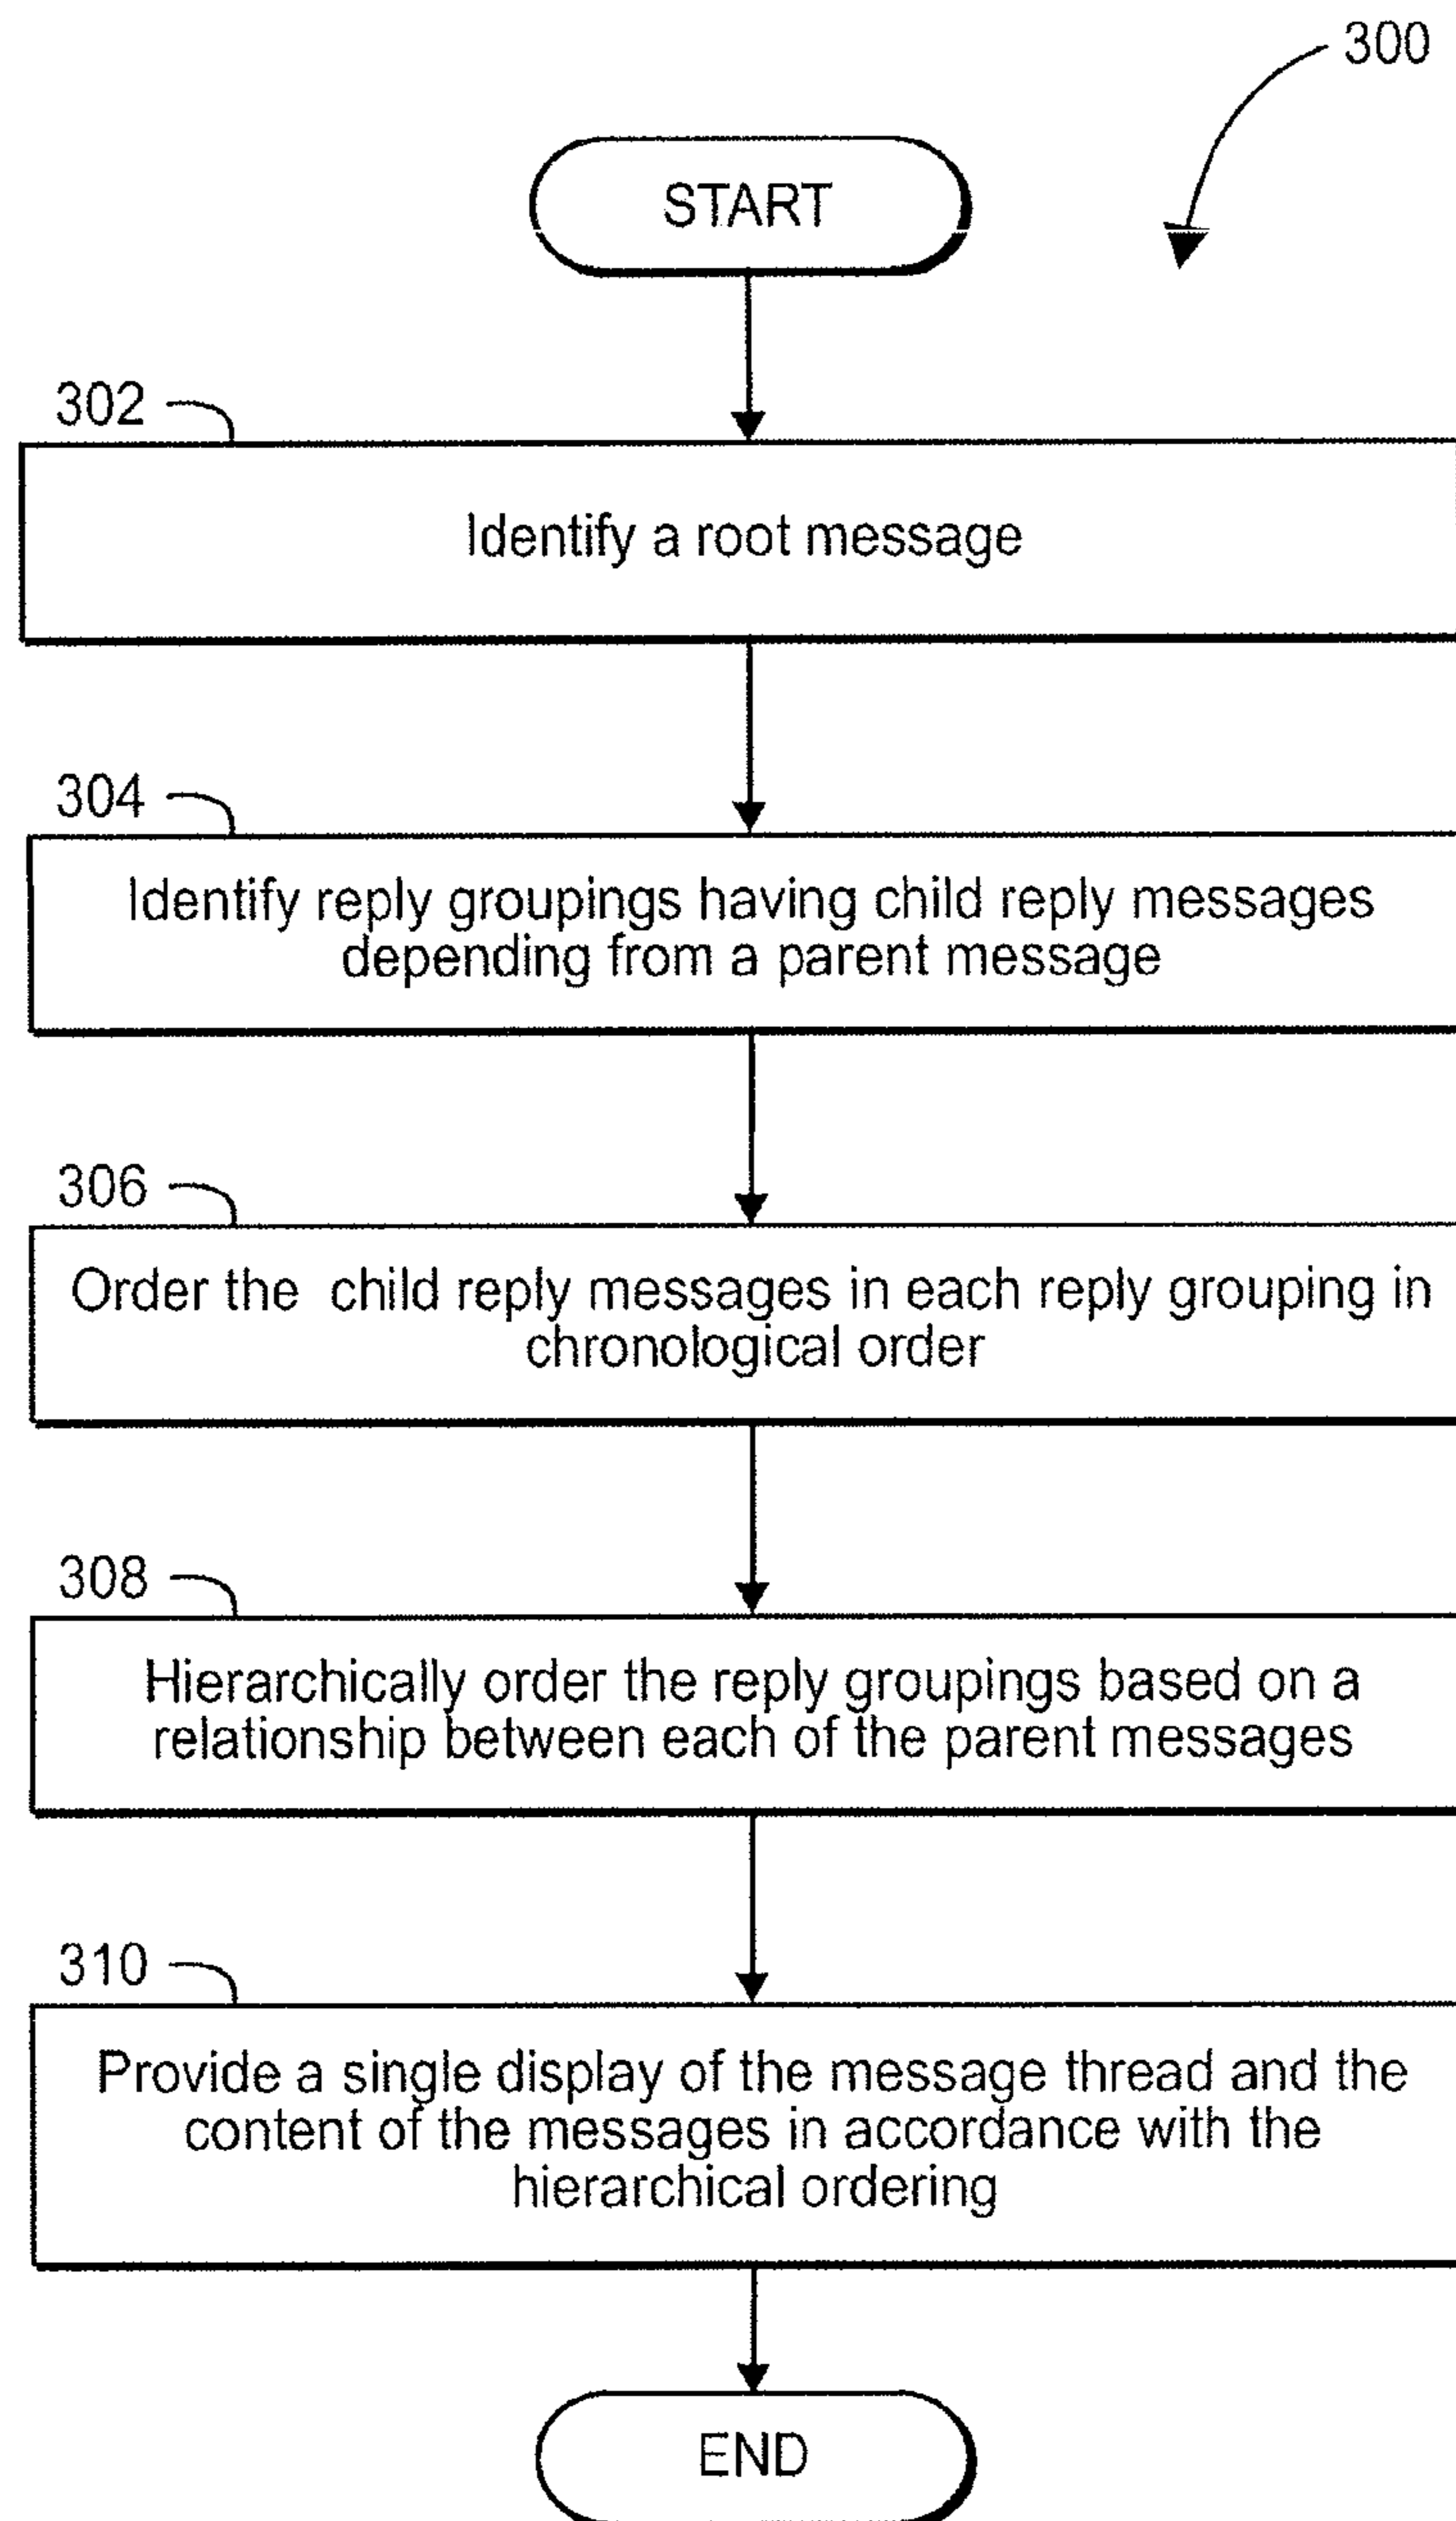 300
START
302
Identify a root message
304
Identify reply groupings having child reply messages
depending from a parent message
306
Order the child reply messages in each reply grouping in
chronological order
308
Hierarchically order the reply groupings based on a
relationship between each of the parent messages
310
Provide a single display of the message thread and the
content of the messages in accordance with the
hierarchical ordering
END